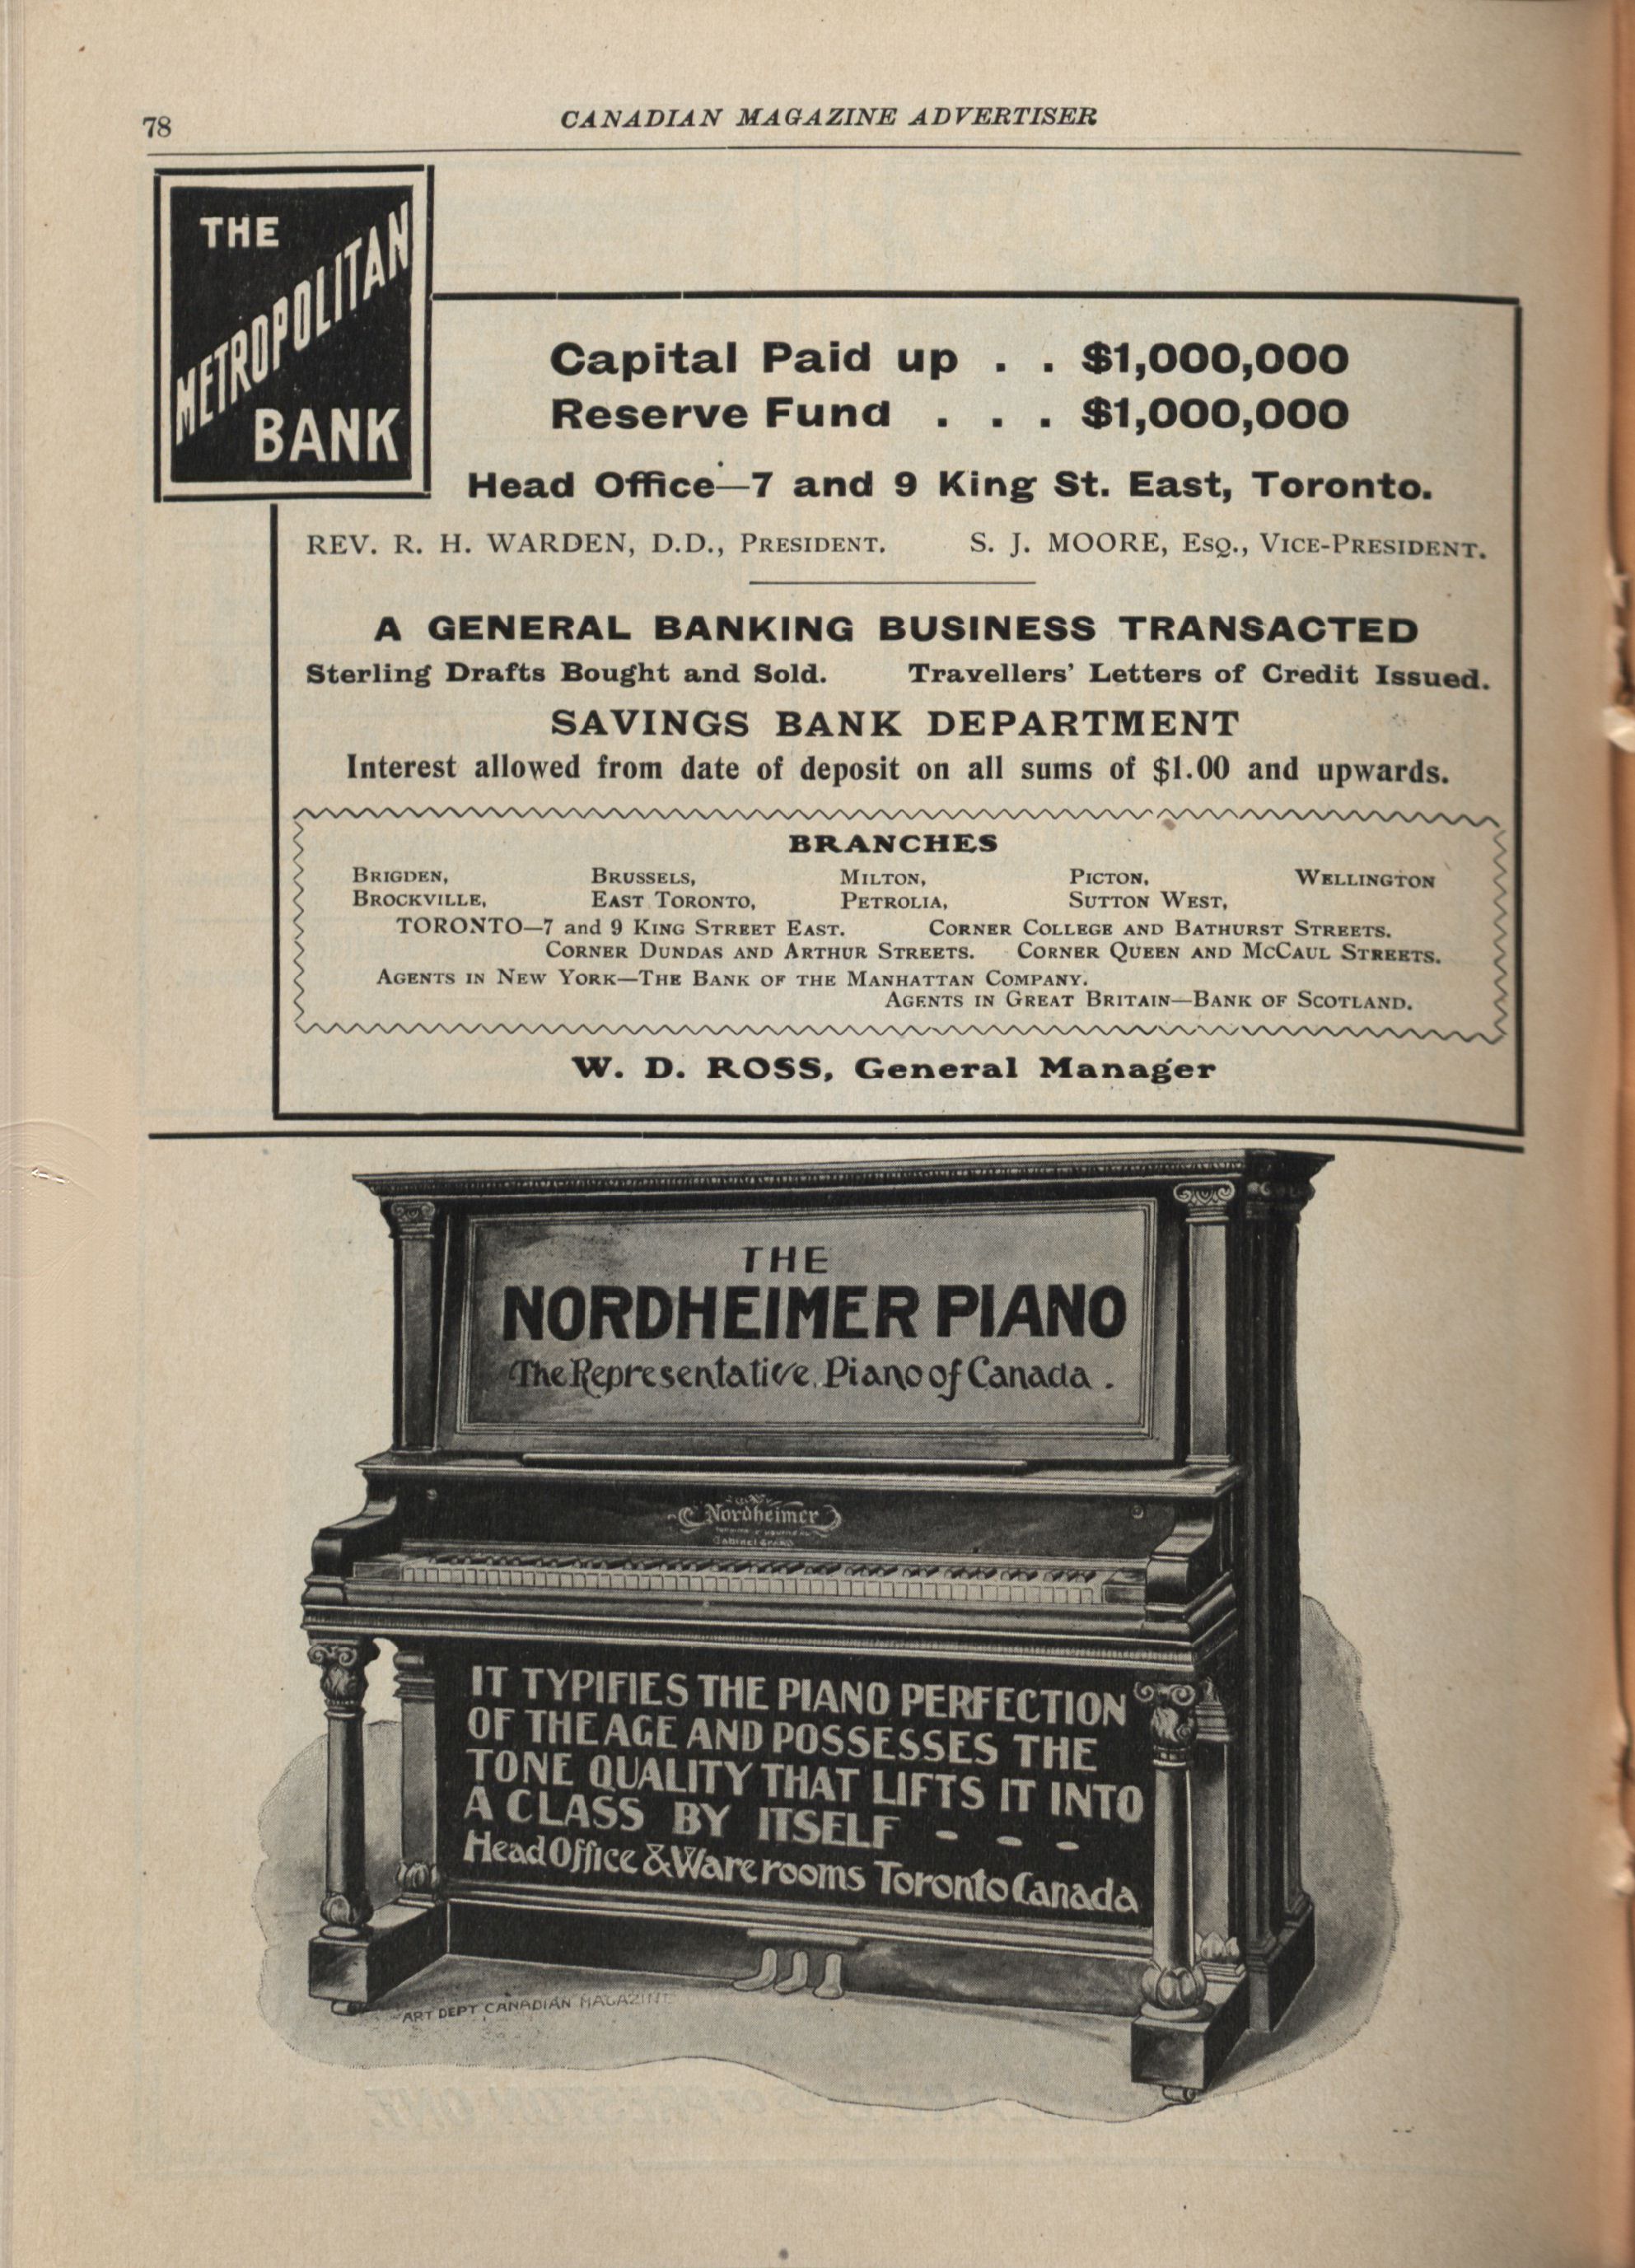 78
CANADIAN MAGAZINE ADVERTISER
THE
METROPOLITAN
BANK
Capital Paid up . . $1,000,000
Reserve Fund . . . $1,000,000
Head Office—7 and 9 King St. East, Toronto.
REV. R. H. WARDEN, D.D., PRESIDENT. S. J. MOORE, ESQ., VICE-PRESIDENT.
A GENERAL BANKING BUSINESS TRANSACTED
Sterling Drafts Bought and Sold. Travellers' Letters of Credit Issued.
SAVINGS BANK DEPARTMENT
Interest allowed from date of deposit on all sums of $1.00 and upwards.
BRANCHES
BRIGDEN, BRUSSELS, MILTON, PICTON, WELLINGTON
BROCKVILLE, EAST TORONTO, PETROLIA, SUTTON WEST,
TORONTO—7 and 9 KING STREET EAST. CORNER COLLEGE AND BATHURST STREETS.
CORNER DUNDAS AND ARTHUR STREETS. CORNER QUEEN AND MCCAUL STREETS.
AGENTS IN NEW YORK—THE BANK OF THE MANHATTAN COMPANY.
AGENTS IN GREAT BRITAIN—BANK OF SCOTLAND.
W. D. ROSS, General Manager
THE
NORDHEIMER PIANO
The Representative Piano of Canada.
Nordheimer
IT TYPIFIES THE PIANO PERFECTION
OF THE AGE AND POSSESSES THE
TONE QUALITY THAT LIFTS IT INTO
A CLASS BY ITSELF - - -
Head Office & Warerooms Toronto Canada
ART DEPT CANADIAN MAGAZINE